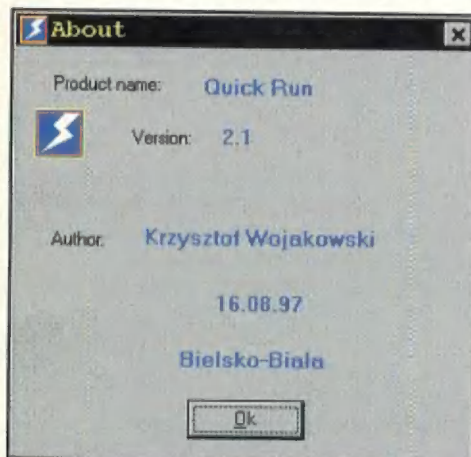 About
Product name: Quick Run
Version: 2.1
Author: Krzysztof Wojakowski
16.08.97
Bielsko-Biala
Ok